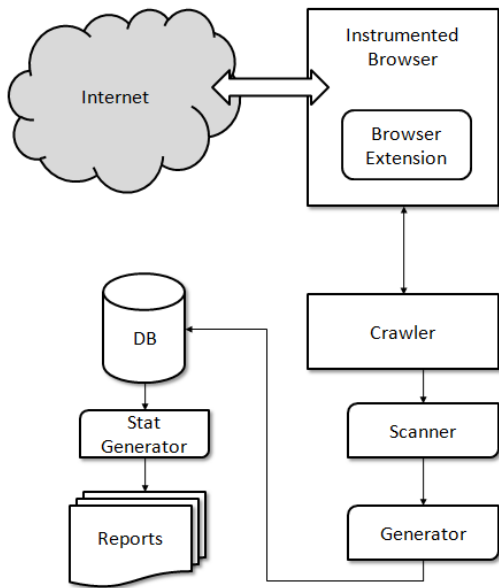 Internet
Instrumented
Browser
Browser
Extension
DB
Crawler
Stat
Generator
Scanner
Reports
Generator